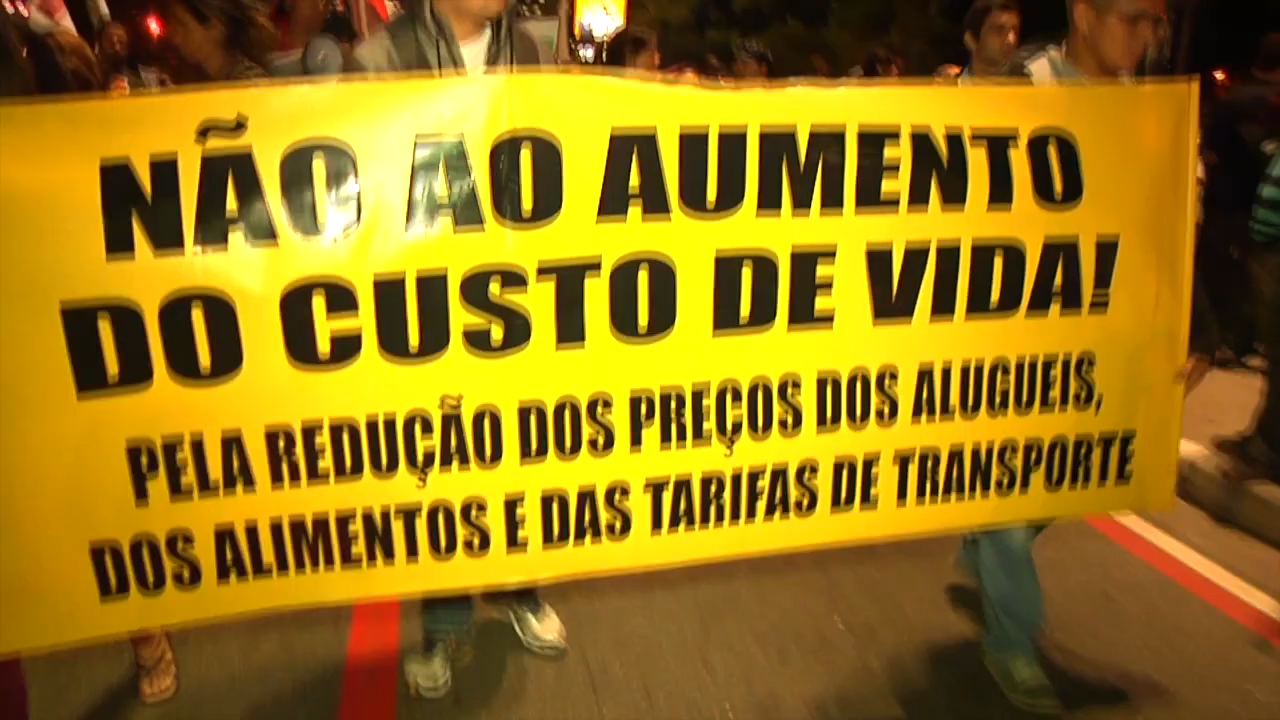 NÃO AO AUMENTO
DO CUSTO DE VIDA!
PELA REDUÇÃO DOS PREÇOS DOS ALUGUEIS,
DOS ALIMENTOS E DAS TARIFAS DE TRANSPORTE